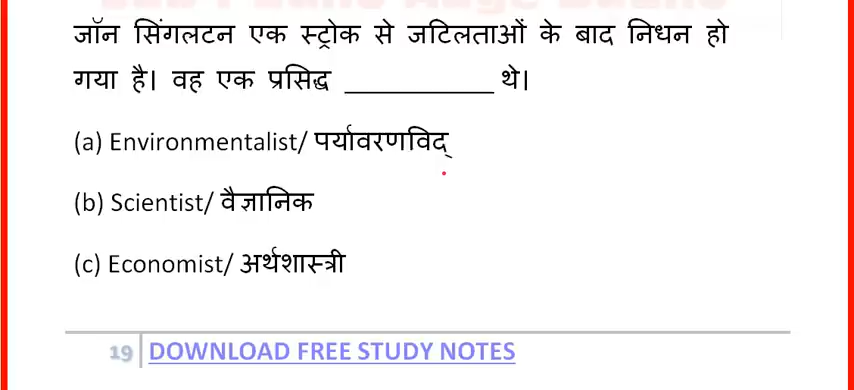 जॉन सिंगलटन एक स्ट्रोक से जटिलताओं के बाद निधन हो
गया है। वह एक प्रसिद्ध ____________ थे।
(a) Environmentalist/ पर्यावरणविद्
(b) Scientist/ वैज्ञानिक
(c) Economist/ अर्थशास्त्री
19 DOWNLOAD FREE STUDY NOTES